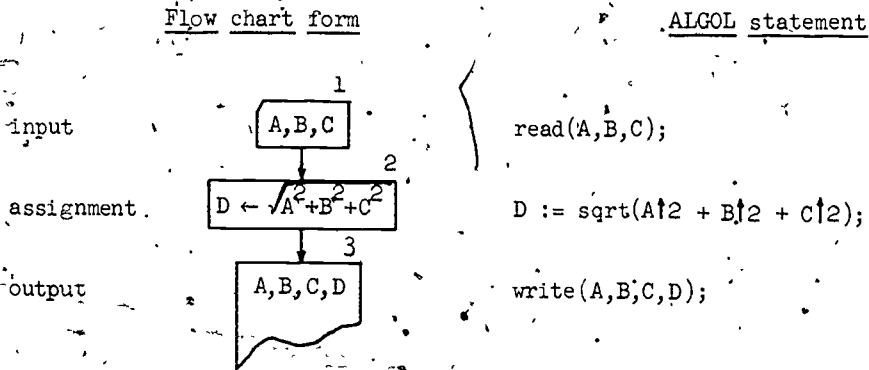 Flow chart form ALGOL statement
1
input A,B,C read(A,B,C);
2
assignment D ← √A²+B²+C² D := sqrt(A↑2 + B↑2 + C↑2);
3
output A,B,C,D write(A,B,C,D);